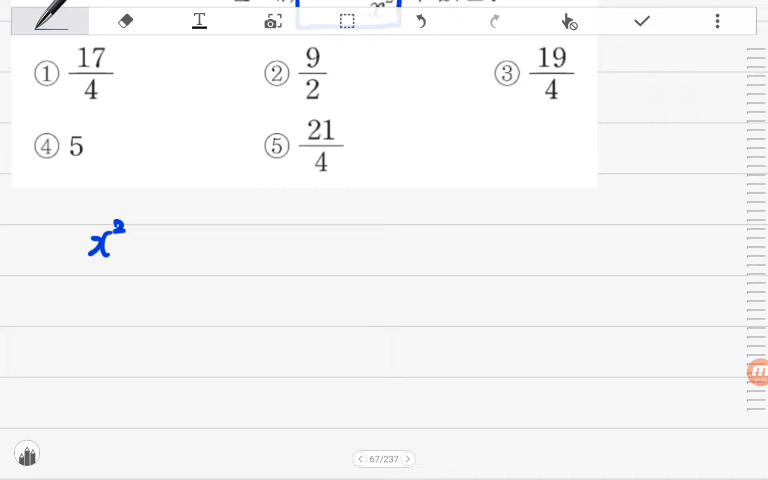 T
① 17/4 ② 9/2 ③ 19/4
④ 5 ⑤ 21/4
x²
67/237